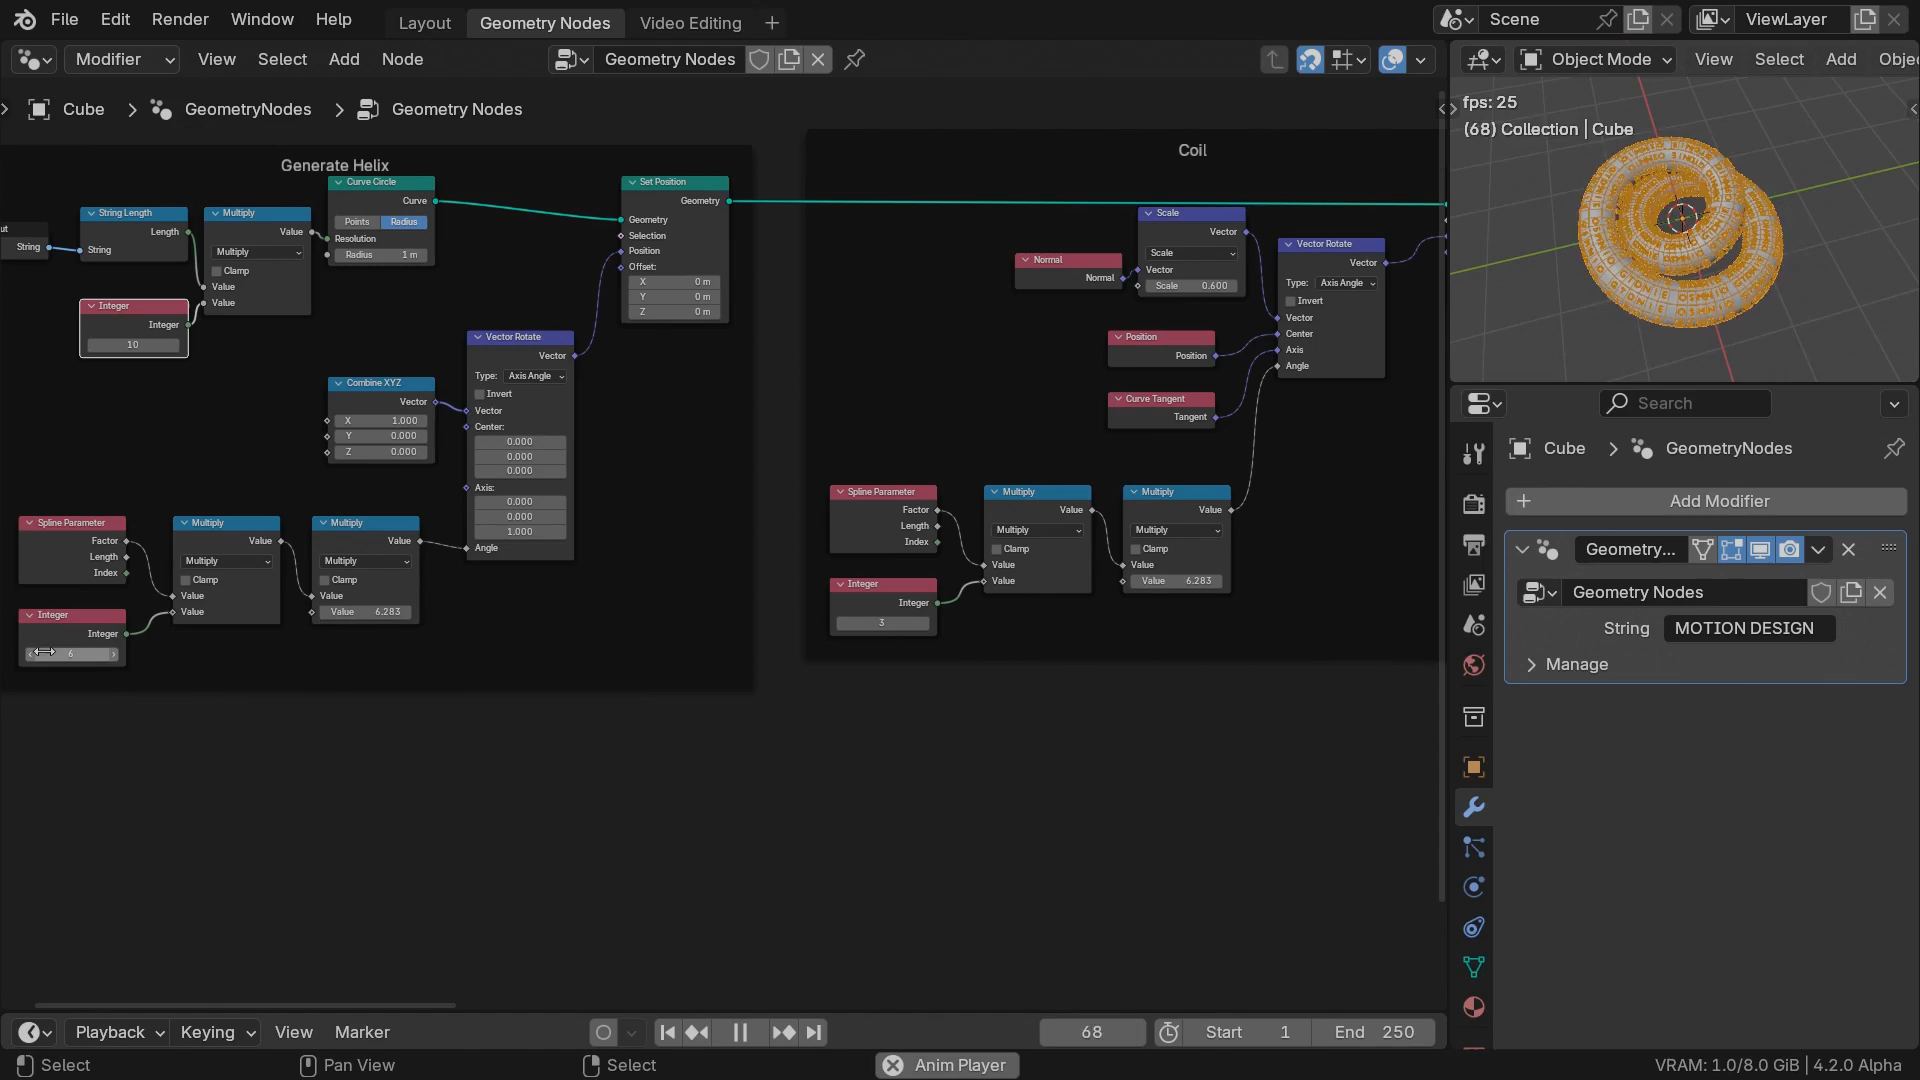 File Edit Render Window Help Layout Geometry Nodes Video Editing Scene ViewLayer
Modifier View Select Add Node Geometry Nodes Object Mode View Select Add Obje
Cube GeometryNodes Geometry Nodes
fps: 25
(68) Collection | Cube
Generate Helix
Curve Circle
Curve
Points Radius
Resolution
Radius 1 m
Set Position
Geometry
Geometry
Selection
Position
Offset:
X 0 m
Y 0 m
Z 0 m
ut
String
String Length
Length
String
Multiply
Value
Multiply
Clamp
Value
Value
Integer
Integer
10
Combine XYZ
Vector
X 1.000
Y 0.000
Z 0.000
Vector Rotate
Vector
Type: Axis Angle
Invert
Vector
Center:
0.000
0.000
0.000
Axis:
0.000
0.000
1.000
Angle
Spline Parameter
Factor
Length
Index
Integer
Integer
6
Multiply
Value
Multiply
Clamp
Value
Value
Multiply
Value
Multiply
Clamp
Value
Value 6.283
Coil
Scale
Vector
Scale
Vector
Scale 0.600
Normal
Normal
Vector Rotate
Vector
Type: Axis Angle
Invert
Vector
Center
Axis
Angle
Position
Position
Curve Tangent
Tangent
Spline Parameter
Factor
Length
Index
Integer
Integer
3
Multiply
Value
Multiply
Clamp
Value
Value
Multiply
Value
Multiply
Clamp
Value
Value 6.283
Search
Cube GeometryNodes
Add Modifier
Geometry...
Geometry Nodes
String MOTION DESIGN
Manage
Playback Keying View Marker 68 Start 1 End 250
Select Pan View Select Anim Player VRAM: 1.0/8.0 GiB | 4.2.0 Alpha